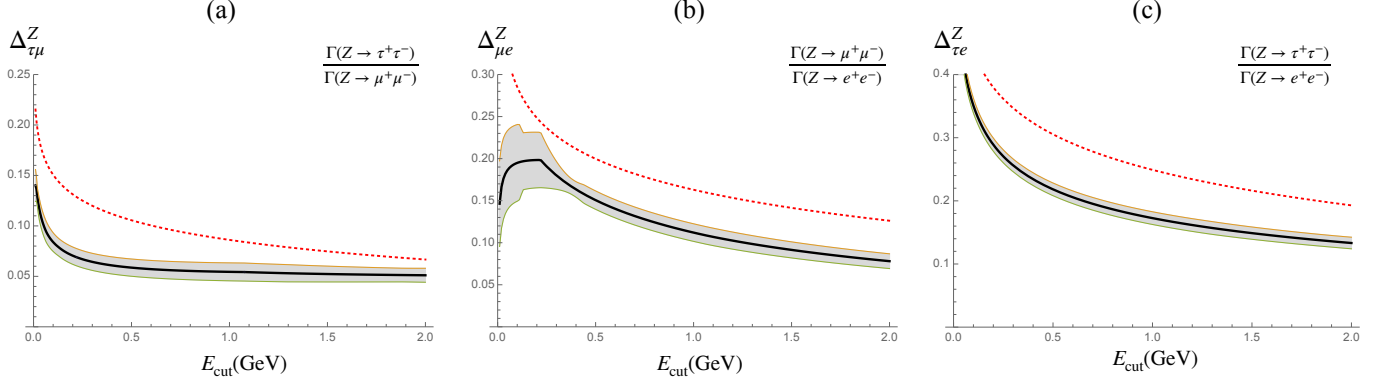 (a)
Δ^Z_τμ
Γ(Z → τ⁺τ⁻)
Γ(Z → μ⁺μ⁻)
0.25
0.20
0.15
0.10
0.05
0.0 0.5 1.0 1.5 2.0
E_cut(GeV)
(b)
Δ^Z_μe
Γ(Z → μ⁺μ⁻)
Γ(Z → e⁺e⁻)
0.30
0.25
0.20
0.15
0.10
0.05
0.0 0.5 1.0 1.5 2.0
E_cut(GeV)
(c)
Δ^Z_τe
Γ(Z → τ⁺τ⁻)
Γ(Z → e⁺e⁻)
0.4
0.3
0.2
0.1
0.0 0.5 1.0 1.5 2.0
E_cut(GeV)